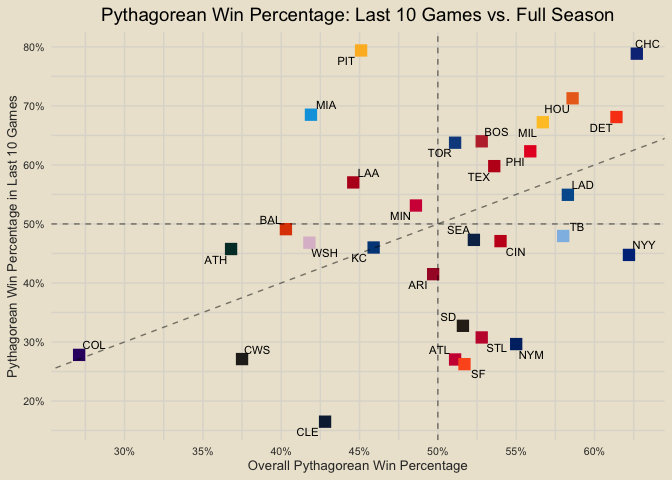 Pythagorean Win Percentage: Last 10 Games vs. Full Season
80%
70%
60%
50%
40%
30%
20%
Pythagorean Win Percentage in Last 10 Games
CHC
PIT
HOU
MIA
DET
MIL
BOS
TOR
PHI
TEX
LAA
LAD
MIN
BAL
SEA
TB
WSH
KC
CIN
NYY
ATH
ARI
SD
COL
CWS
ATL
STL
NYM
SF
CLE
30%
35%
40%
45%
50%
55%
60%
Overall Pythagorean Win Percentage